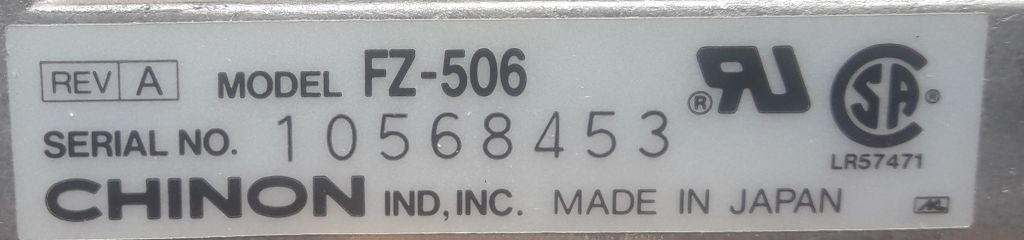 REV A MODEL FZ-506
SERIAL NO. 10568453
LR57471
CHINON IND, INC. MADE IN JAPAN